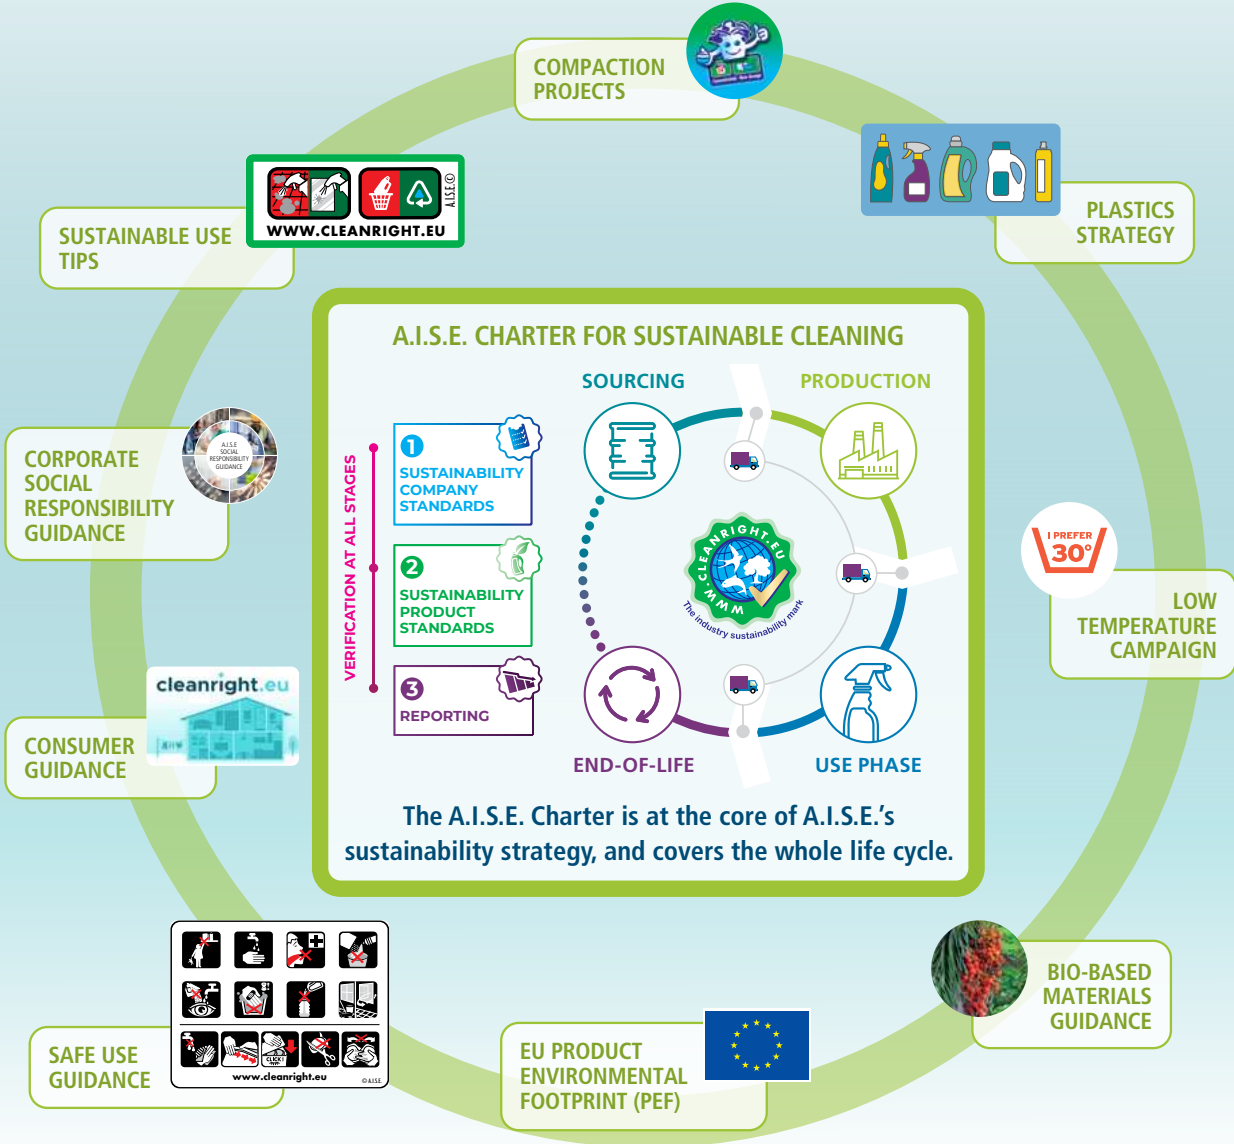 COMPACTION
PROJECTS
A.I.S.E.©
WWW.CLEANRIGHT.EU
SUSTAINABLE USE
TIPS
PLASTICS
STRATEGY
A.I.S.E. CHARTER FOR SUSTAINABLE CLEANING
SOURCING
PRODUCTION
VERIFICATION AT ALL STAGES
1
SUSTAINABILITY
COMPANY
STANDARDS
2
SUSTAINABILITY
PRODUCT
STANDARDS
3
REPORTING
WWW.CLEANRIGHT.EU
The industry sustainability mark
END-OF-LIFE
USE PHASE
The A.I.S.E. Charter is at the core of A.I.S.E.'s
sustainability strategy, and covers the whole life cycle.
A.I.S.E
SOCIAL
RESPONSIBILITY
GUIDANCE
CORPORATE
SOCIAL
RESPONSIBILITY
GUIDANCE
I PREFER
30°
LOW
TEMPERATURE
CAMPAIGN
cleanright.eu
CONSUMER
GUIDANCE
BIO-BASED
MATERIALS
GUIDANCE
CLICK!
www.cleanright.eu
© A.I.S.E.
SAFE USE
GUIDANCE
EU PRODUCT
ENVIRONMENTAL
FOOTPRINT (PEF)